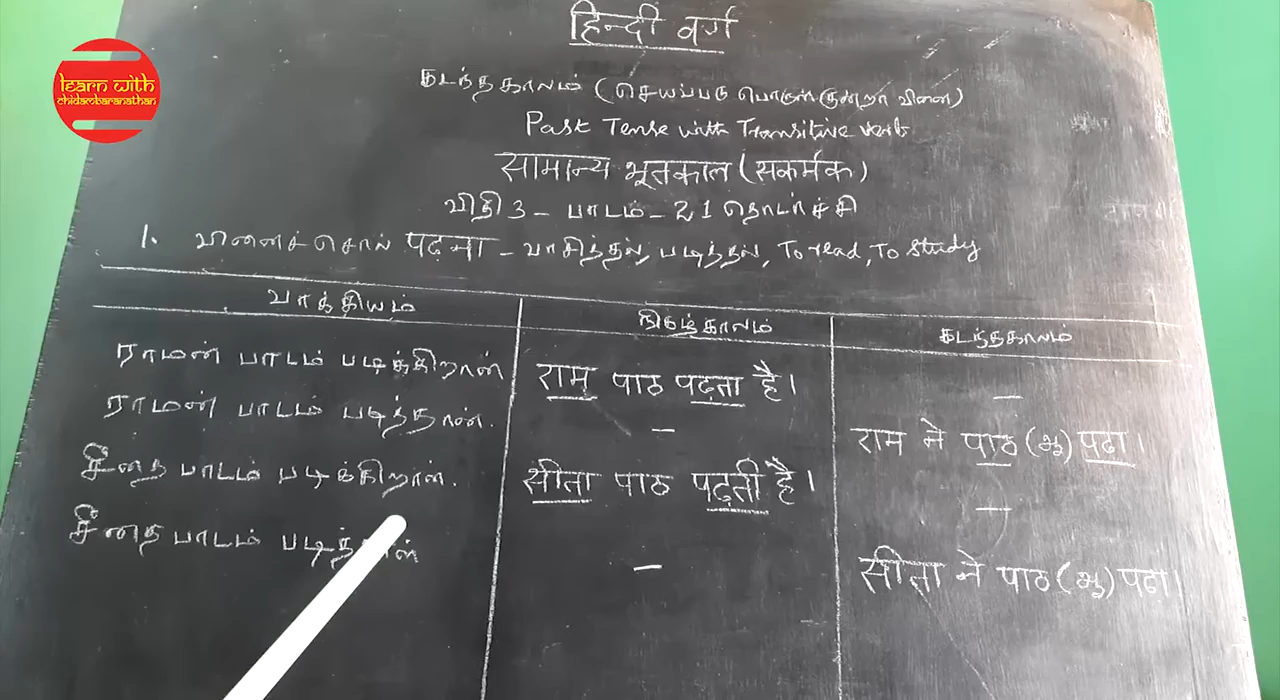 हिन्दी वर्ग
learn with
chidambaranathan
கடந்தகாலம் (செயப்படு பொருள் குன்றா வினை)
Past Tense with Transitive verb
सामान्य भूतकाल (सकर्मक)
விதி 3 - பாடம் - 21 தொடர்ச்சி
1. வினைச்சொல் पढ़ना - வாசித்தல், படித்தல், To read, To Study
வாக்கியம் நிகழ்காலம் கடந்தகாலம்
ராமன் பாடம் படிக்கிறான் राम पाठ पढ़ता है। —
ராமன் பாடம் படித்தான். — राम ने पाठ (பு) पढा।
சீதை பாடம் படிக்கிறாள். सीता पाठ पढ़ती है। —
சீதை பாடம் படித்தாள் — सीता ने पाठ (பு) पढा।